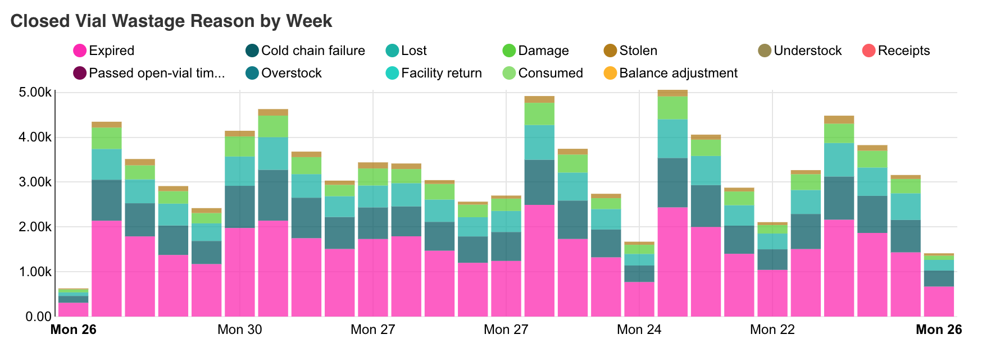 Closed Vial Wastage Reason by Week
Expired Cold chain failure Lost Damage Stolen Understock Receipts
Passed open-vial tim... Overstock Facility return Consumed Balance adjustment
5.00k
4.00k
3.00k
2.00k
1.00k
0.00
Mon 26 Mon 30 Mon 27 Mon 27 Mon 24 Mon 22 Mon 26